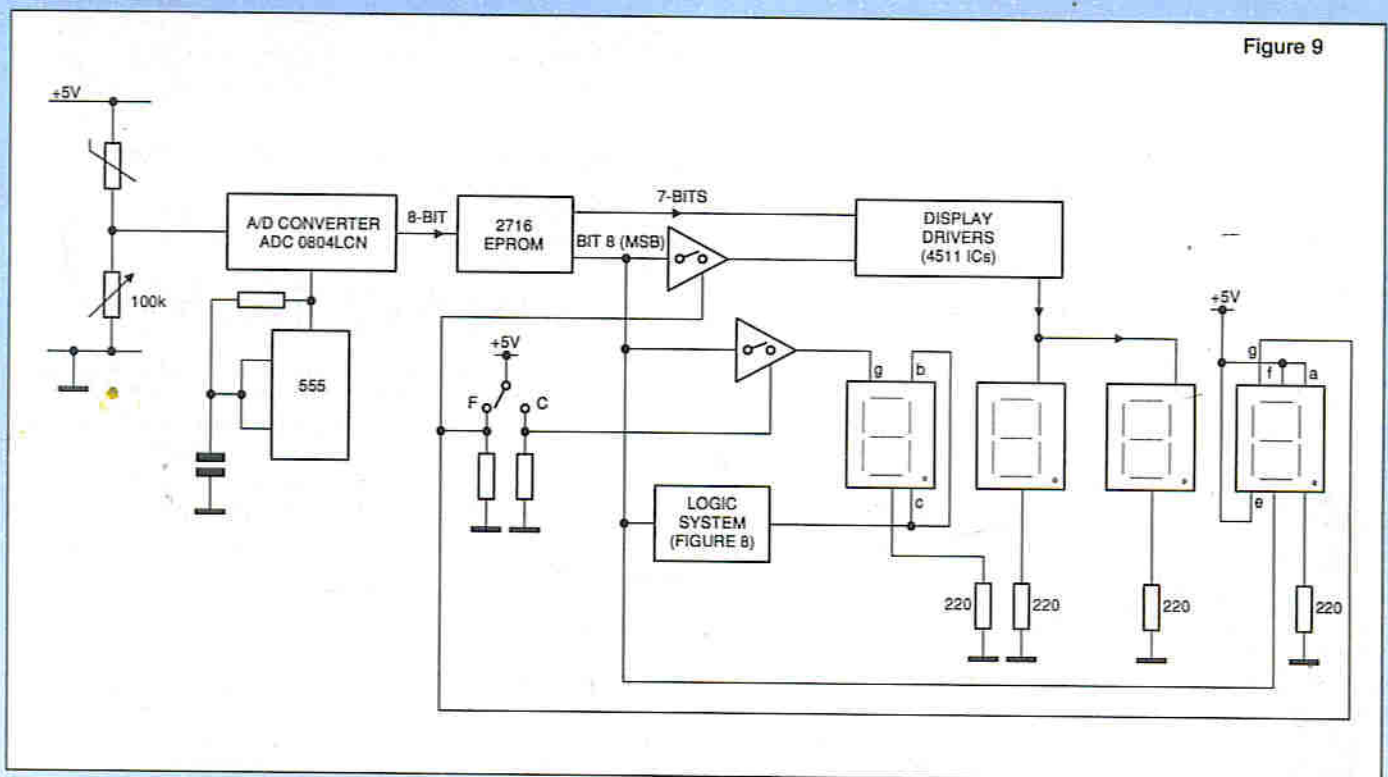 Figure 9
+5V
100k
A/D CONVERTER
ADC 0804LCN
555
8-BIT
2716
EPROM
7-BITS
BIT 8 (MSB)
DISPLAY
DRIVERS
(4511 ICs)
+5V
F
C
LOGIC
SYSTEM
(FIGURE 8)
g
b
c
220
220
220
+5V
g
f
a
e
220